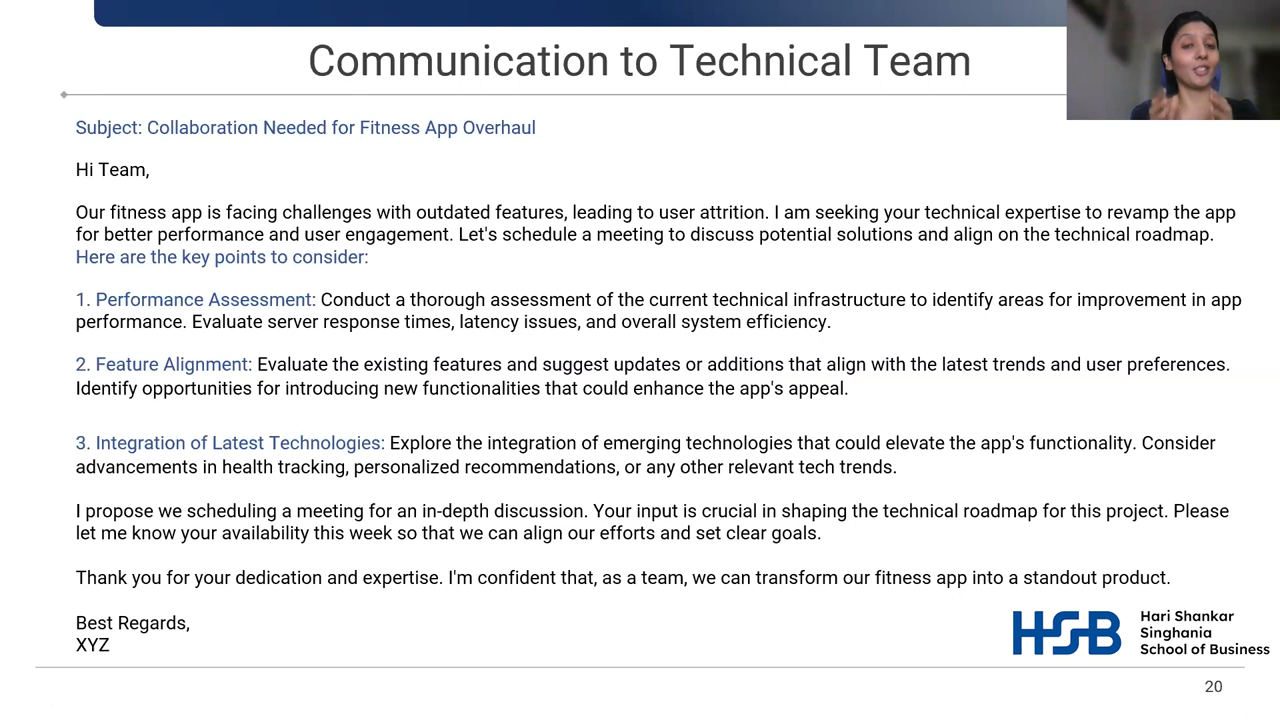 Communication to Technical Team
Subject: Collaboration Needed for Fitness App Overhaul
Hi Team,
Our fitness app is facing challenges with outdated features, leading to user attrition. I am seeking your technical expertise to revamp the app
for better performance and user engagement. Let's schedule a meeting to discuss potential solutions and align on the technical roadmap.
Here are the key points to consider:
1. Performance Assessment: Conduct a thorough assessment of the current technical infrastructure to identify areas for improvement in app
performance. Evaluate server response times, latency issues, and overall system efficiency.
2. Feature Alignment: Evaluate the existing features and suggest updates or additions that align with the latest trends and user preferences.
Identify opportunities for introducing new functionalities that could enhance the app's appeal.
3. Integration of Latest Technologies: Explore the integration of emerging technologies that could elevate the app's functionality. Consider
advancements in health tracking, personalized recommendations, or any other relevant tech trends.
I propose we scheduling a meeting for an in-depth discussion. Your input is crucial in shaping the technical roadmap for this project. Please
let me know your availability this week so that we can align our efforts and set clear goals.
Thank you for your dedication and expertise. I'm confident that, as a team, we can transform our fitness app into a standout product.
Best Regards,
XYZ
HSB
Hari Shankar
Singhania
School of Business
20